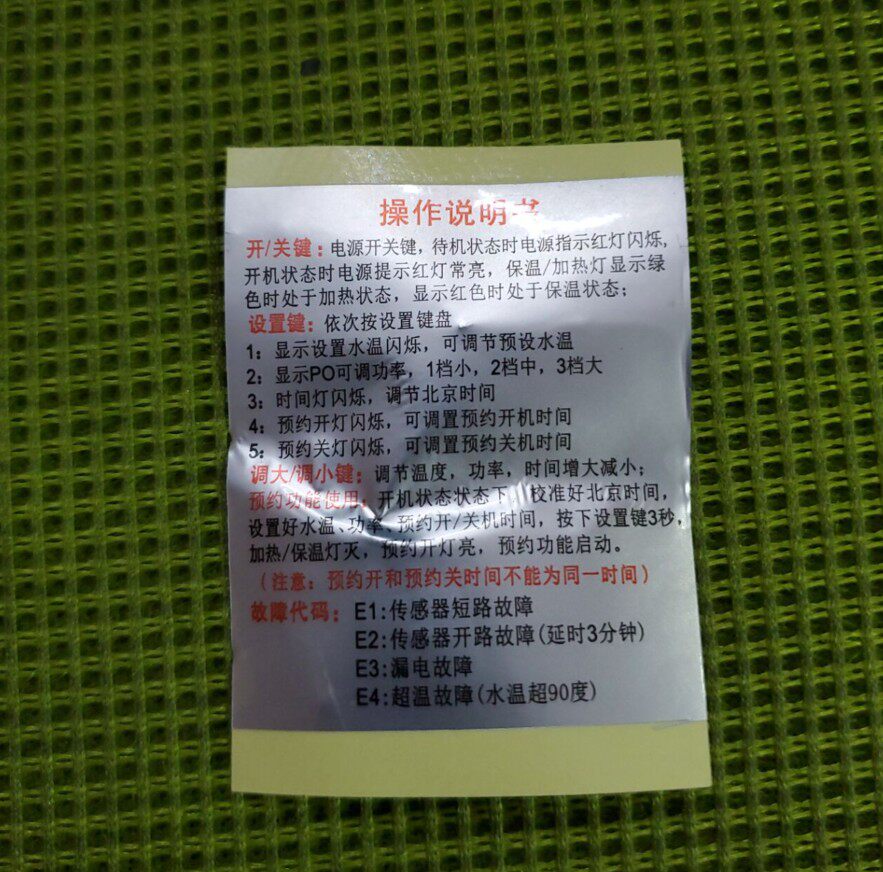 操作说明书
开/关键：电源开关键，待机状态时电源指示红灯闪烁，
开机状态时电源提示红灯常亮，保温/加热灯显示绿
色时处于加热状态，显示红色时处于保温状态；
设置键：依次按设置键盘
1：显示设置水温闪烁，可调节预设水温
2：显示PO可调功率，1档小，2档中，3档大
3：时间灯闪烁，调节北京时间
4：预约开灯闪烁，可调置预约开机时间
5：预约关灯闪烁，可调置预约关机时间
调大/调小键：调节温度，功率，时间增大减小；
预约功能使用，开机状态状态下，校准好北京时间，
设置好水温、功率、预约开/关机时间，按下设置键3秒，
加热/保温灯灭，预约开灯亮，预约功能启动。
（注意：预约开和预约关时间不能为同一时间）
故障代码：E1:传感器短路故障
E2:传感器开路故障(延时3分钟)
E3:漏电故障
E4:超温故障(水温超90度)